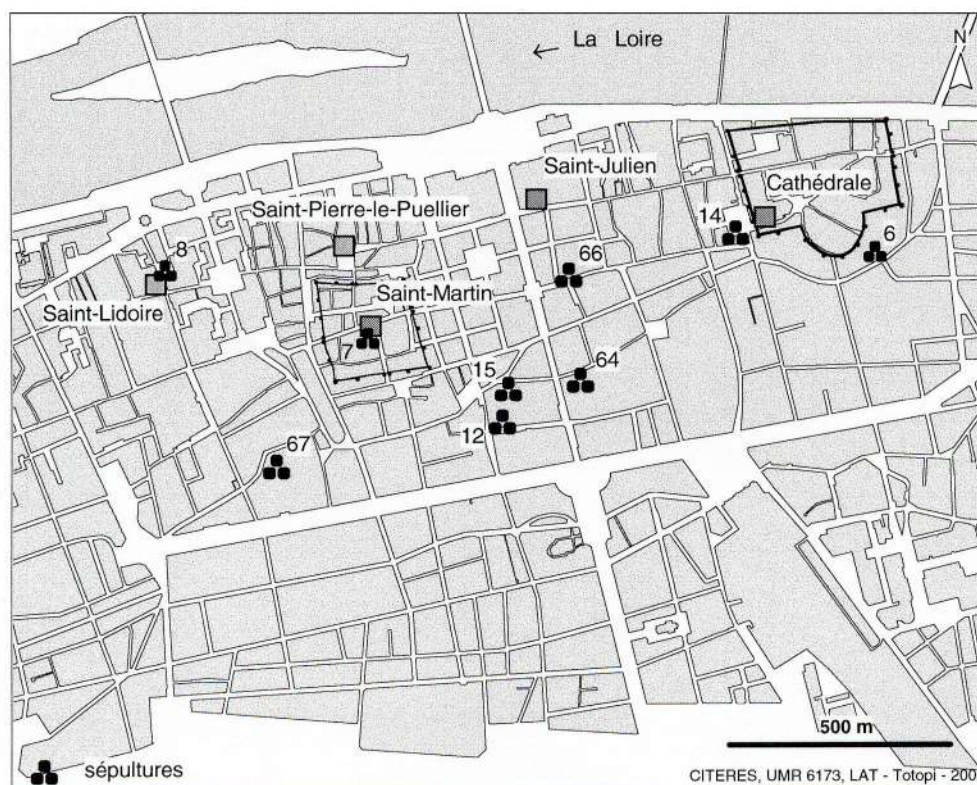 ← La Loire
N
Saint-Julien
Cathédrale
Saint-Pierre-le-Puellier
14
6
8
66
Saint-Martin
Saint-Lidoire
7
64
15
12
67
500 m
sépultures
CITERES, UMR 6173, LAT - Totopi - 200